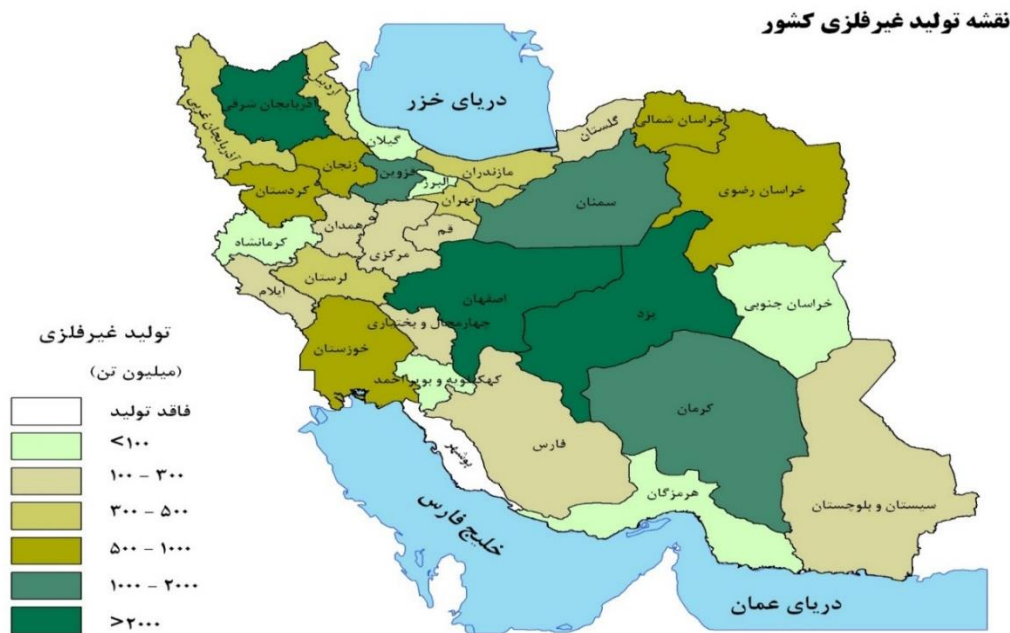 نقشه تولید غیرفلزی کشور
دریای خزر
آذربایجان شرقی
اردبیل
آذربایجان غربی
گیلان
گلستان
خراسان شمالی
زنجان
قزوین
البرز
مازندران
کردستان
تهران
سمنان
خراسان رضوی
همدان
قم
کرمانشاه
مرکزی
لرستان
ایلام
اصفهان
یزد
خراسان جنوبی
چهارمحال و بختیاری
خوزستان
کهکیلویه و بویراحمد
کرمان
فارس
بوشهر
هرمزگان
سیستان و بلوچستان
خلیج فارس
دریای عمان
تولید غیرفلزی
(میلیون تن)
فاقد تولید
<۱۰۰
۱۰۰ – ۳۰۰
۳۰۰ – ۵۰۰
۵۰۰ – ۱۰۰۰
۱۰۰۰ – ۲۰۰۰
>۲۰۰۰